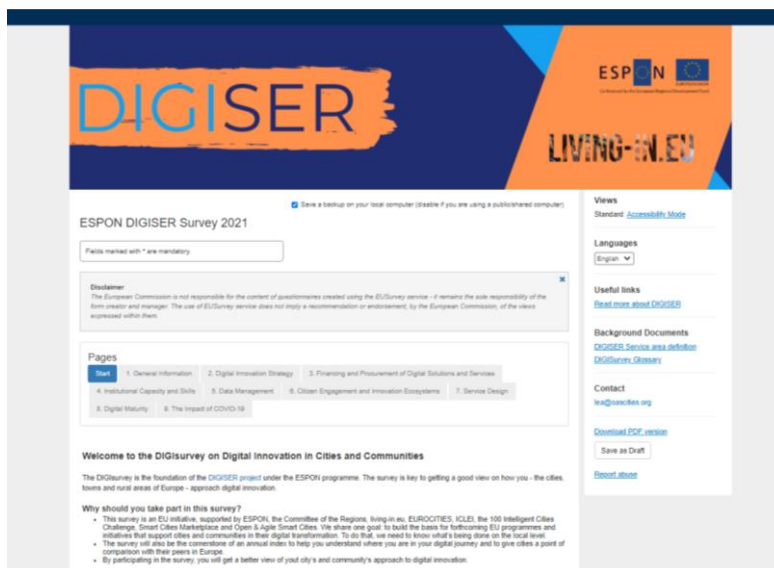 DIGISER
ESPON
LIVING-IN.EU
Save a backup on your local computer (disable if you are using a public/shared computer)
ESPON DIGISER Survey 2021
Fields marked with * are mandatory.
Disclaimer
The European Commission is not responsible for the content of questionnaires created using the EUSurvey service - it remains the sole responsibility of the
form creator and manager. The use of EUSurvey service does not imply a recommendation or endorsement, by the European Commission, of the views
expressed within them.
Pages
Start 1. General information 2. Digital Innovation Strategy 3. Financing and Procurement of Digital Solutions and Services
4. Institutional Capacity and Skills 5. Data Management 6. Citizen Engagement and Innovation Ecosystems 7. Service Design
8. Digital Maturity 9. The Impact of COVID-19
Welcome to the DIGIsurvey on Digital Innovation in Cities and Communities
The DIGIsurvey is the foundation of the DIGISER project under the ESPON programme. The survey is key to getting a good view on how you - the cities,
towns and rural areas of Europe - approach digital innovation.
Why should you take part in this survey?
• This survey is an EU initiative, supported by ESPON, the Committee of the Regions, living-in.eu, EUROCITIES, ICLEI, the 100 Intelligent Cities
Challenge, Smart Cities Marketplace and Open & Agile Smart Cities. We share one goal: to build the basis for forthcoming EU programmes and
initiatives that support cities and communities in their digital transformation. To do that, we need to know what's being done on the local level.
• The survey will also be the cornerstone of an annual index to help you understand where you are in your digital journey and to give cities a point of
comparison with their peers in Europe.
• By participating in the survey, you will get a better view of yout city's and community's approach to digital innovation.
Views
Standard Accessibility Mode
Languages
English
Useful links
Read more about DIGISER
Background Documents
DIGISER Service area definition
DIGISurvey Glossary
Contact
lea@oascities.org
Download PDF version
Save as Draft
Report abuse